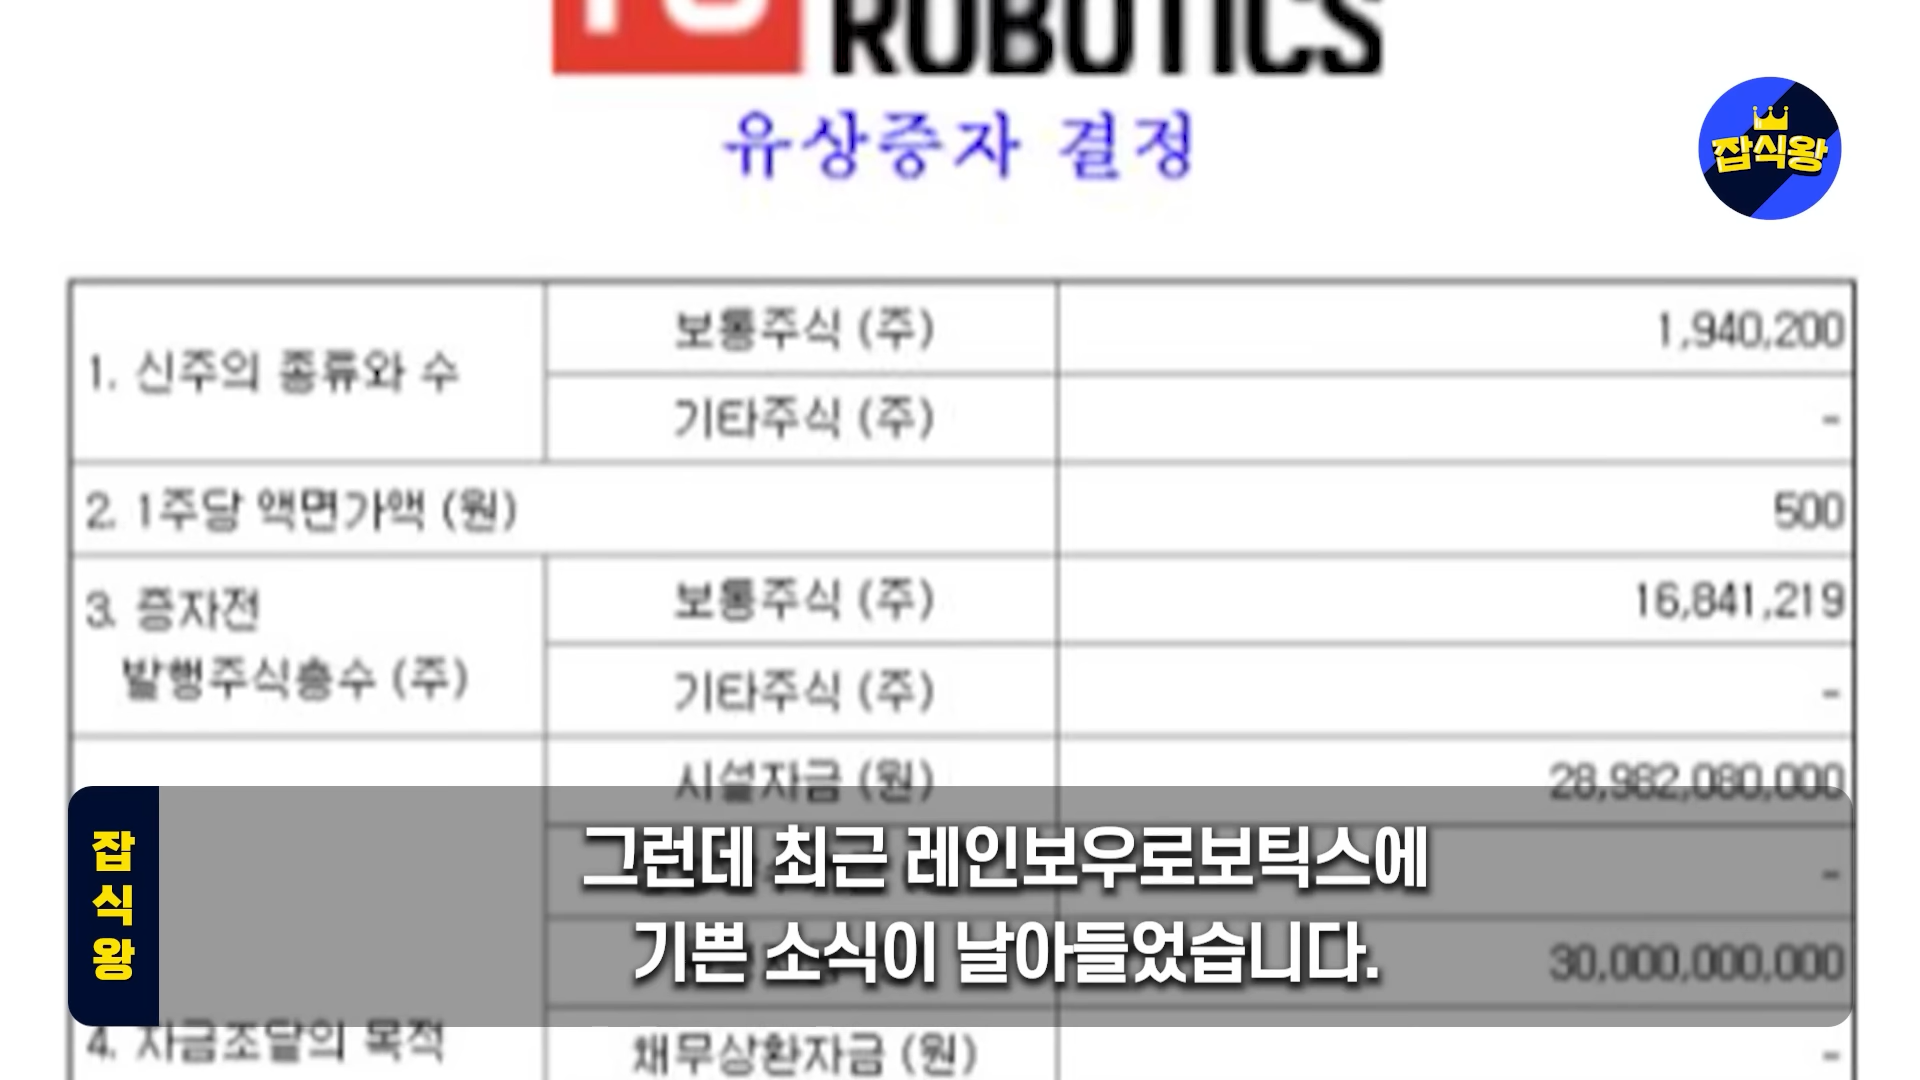 ROBOTICS
유상증자 결정
잡식왕
1. 신주의 종류와 수
보통주식 (주)
1,940,200
기타주식 (주)
-
2. 1주당 액면가액 (원)
500
3. 증자전
발행주식총수 (주)
보통주식 (주)
16,841,219
기타주식 (주)
-
시설자금 (원)
28,982,080,000
-
30,000,000,000
4. 자금조달의 목적
채무상환자금 (원)
-
잡식왕
그런데 최근 레인보우로보틱스에
기쁜 소식이 날아들었습니다.